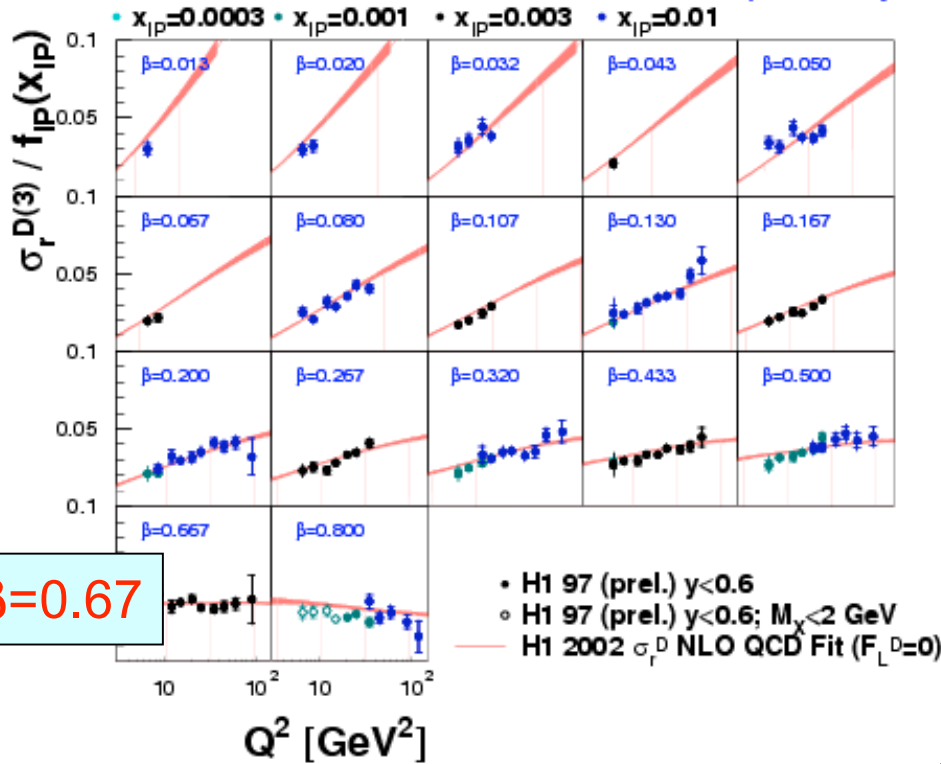 x_IP=0.0003 x_IP=0.001 x_IP=0.003 x_IP=0.01
σ_r^D(3) / f_IP(x_IP)
0.1
β=0.013 β=0.020 β=0.032 β=0.043 β=0.050
0.05
0.1
β=0.067 β=0.080 β=0.107 β=0.130 β=0.167
0.05
0.1
β=0.200 β=0.267 β=0.320 β=0.433 β=0.500
0.05
0.1
β=0.667 β=0.800
=0.67
H1 97 (prel.) y<0.6
H1 97 (prel.) y<0.6; M_X<2 GeV
H1 2002 σ_r^D NLO QCD Fit (F_L^D=0)
10 10^2 10 10^2
Q^2 [GeV^2]